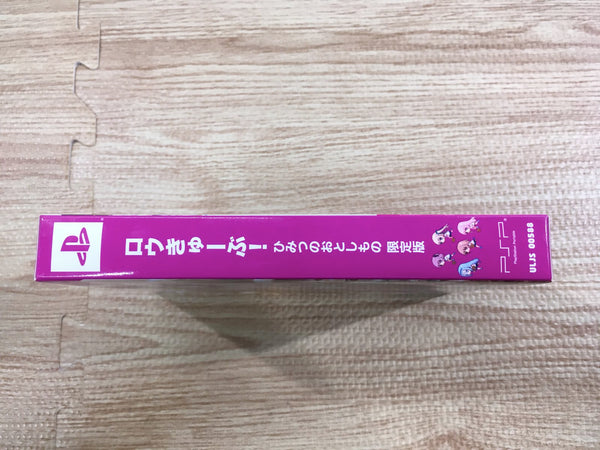 ロウきゅーぶ! ひみつのおとしもの 限定版
PSP
PlayStation Portable
ULJS 00588